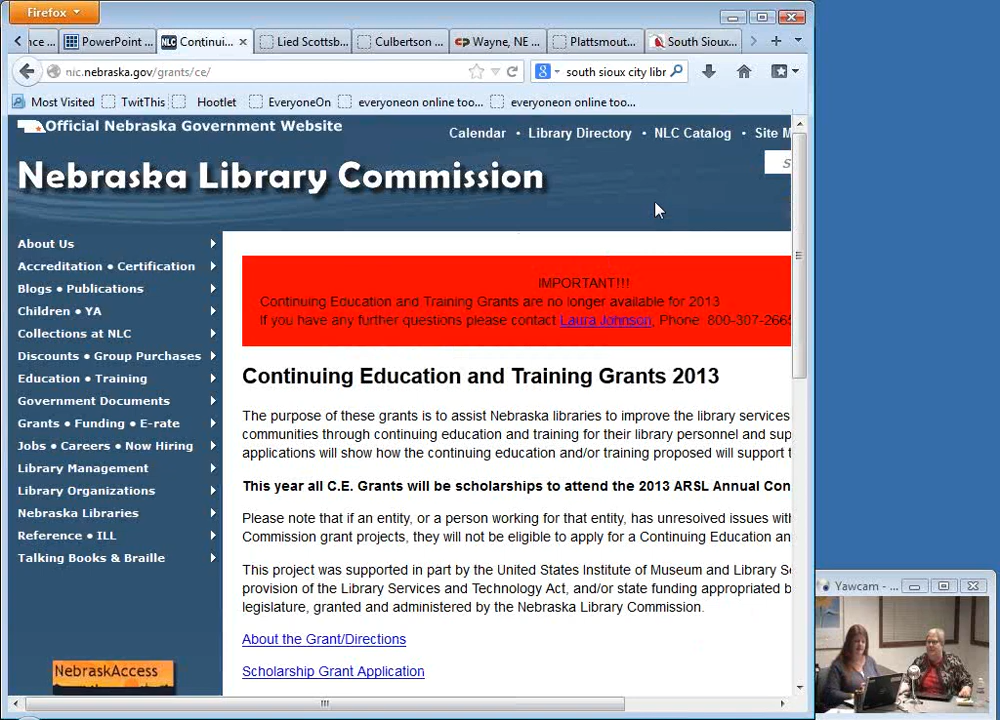 Firefox
nce ...
PowerPoint ...
NLC Continui...
Lied Scottsb...
Culbertson ...
CP Wayne, NE ...
Plattsmout...
South Sioux...
nlc.nebraska.gov/grants/ce/
8 south sioux city libr
Most Visited
TwitThis
Hootlet
EveryoneOn
everyoneon online too...
everyoneon online too...
Official Nebraska Government Website
Calendar • Library Directory • NLC Catalog • Site M
Nebraska Library Commission
S
About Us
Accreditation • Certification
Blogs • Publications
Children • YA
Collections at NLC
Discounts • Group Purchases
Education • Training
Government Documents
Grants • Funding • E-rate
Jobs • Careers • Now Hiring
Library Management
Library Organizations
Nebraska Libraries
Reference • ILL
Talking Books & Braille
NebraskAccess
IMPORTANT!!!
Continuing Education and Training Grants are no longer available for 2013
If you have any further questions please contact Laura Johnson, Phone: 800-307-2665
Continuing Education and Training Grants 2013
The purpose of these grants is to assist Nebraska libraries to improve the library services
communities through continuing education and training for their library personnel and sup
applications will show how the continuing education and/or training proposed will support t
This year all C.E. Grants will be scholarships to attend the 2013 ARSL Annual Con
Please note that if an entity, or a person working for that entity, has unresolved issues wit
Commission grant projects, they will not be eligible to apply for a Continuing Education an
This project was supported in part by the United States Institute of Museum and Library Se
provision of the Library Services and Technology Act, and/or state funding appropriated b
legislature, granted and administered by the Nebraska Library Commission.
About the Grant/Directions
Scholarship Grant Application
Yawcam - ...